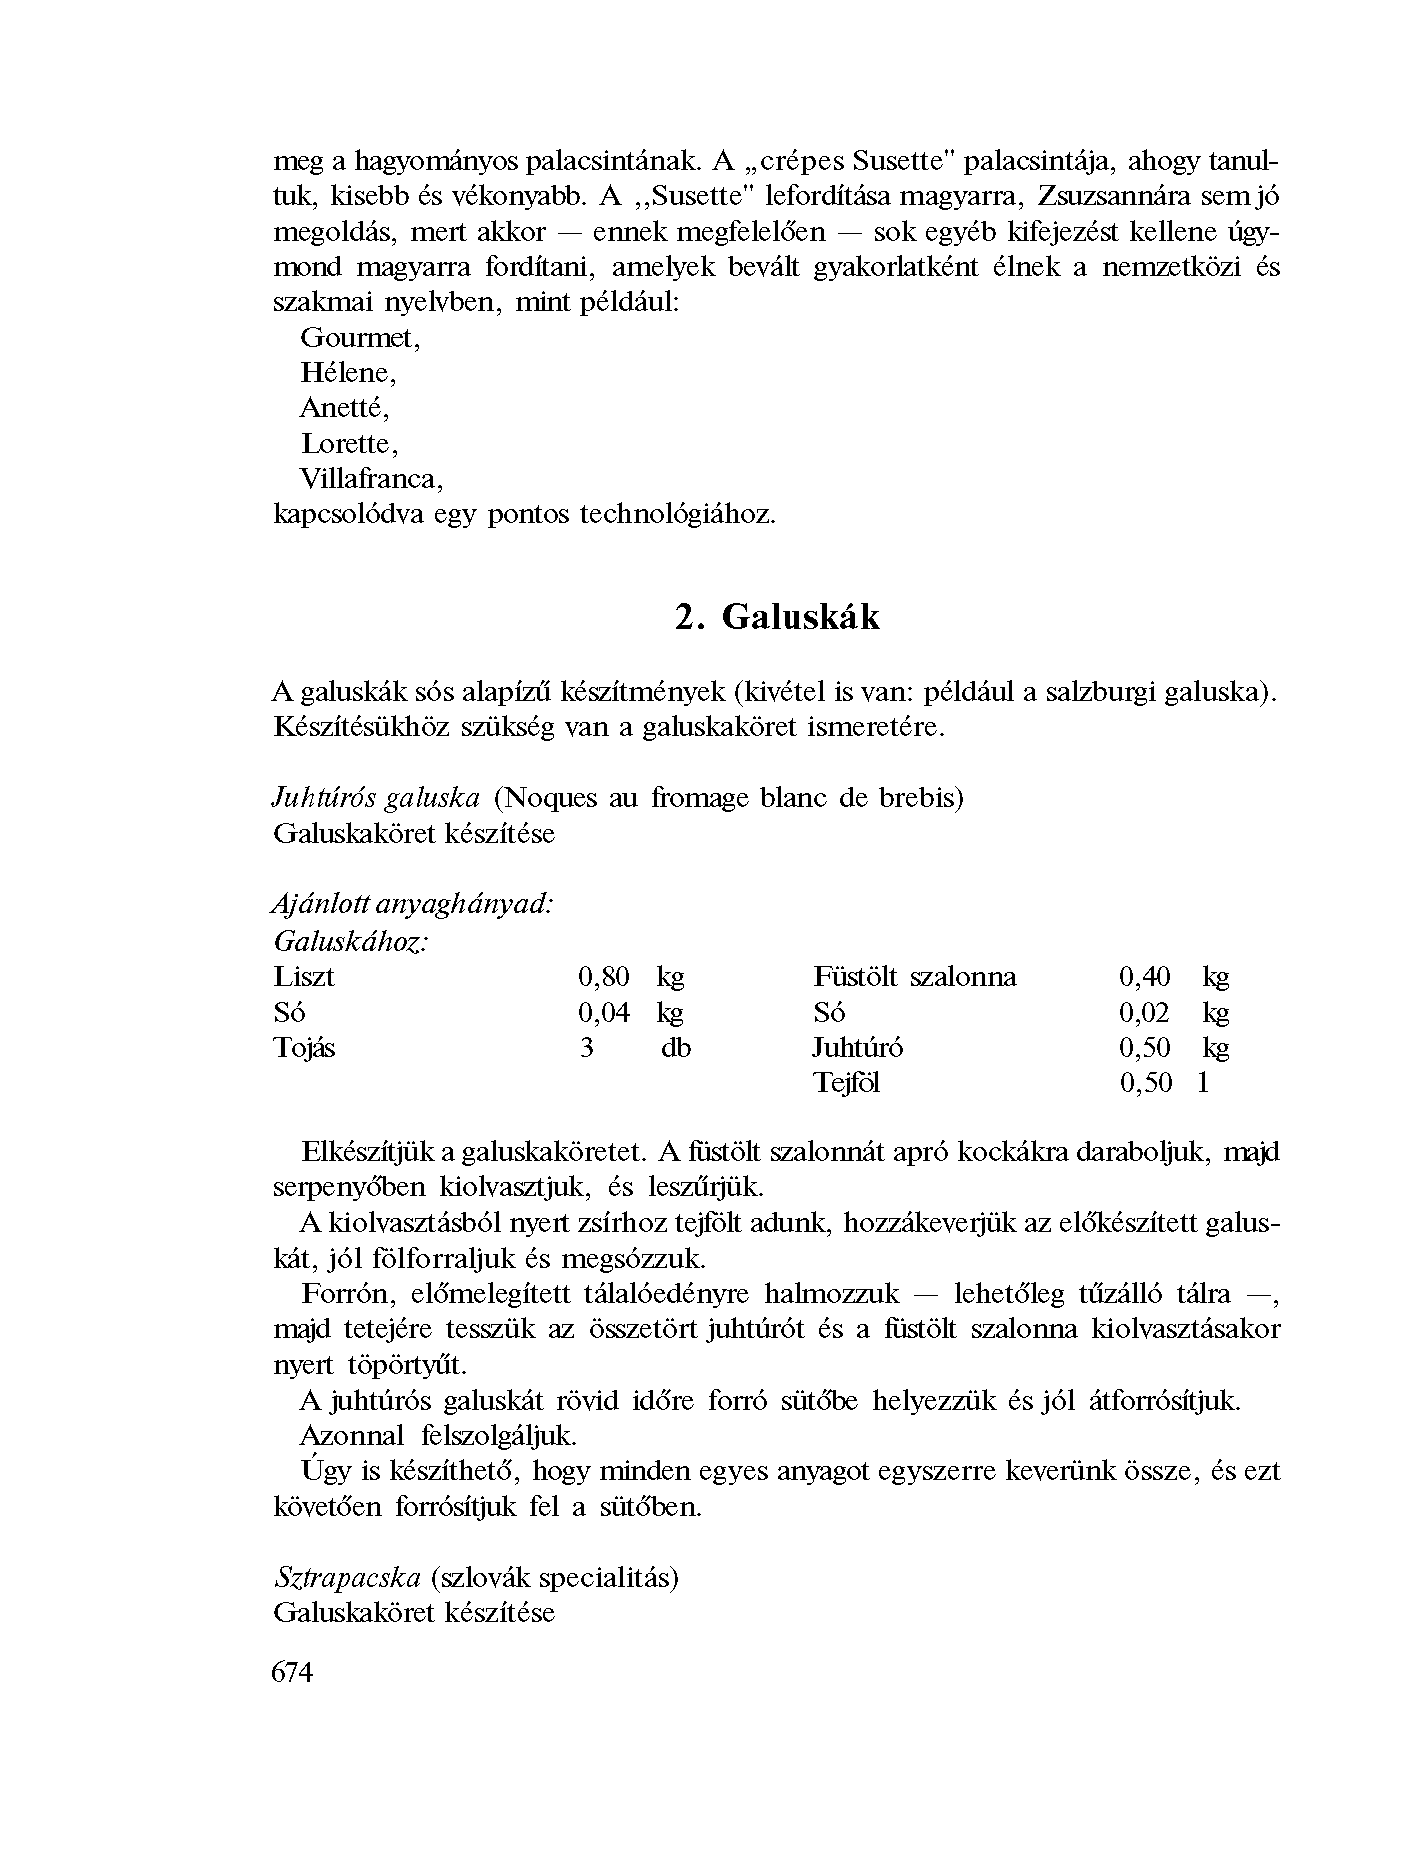 meg a hagyományos palacsintának. A „crépes Susette" palacsintája, ahogy tanul-
tuk, kisebb és vékonyabb. A ,,Susette" lefordítása magyarra, Zsuzsannára sem jó
megoldás, mert akkor — ennek megfelelően — sok egyéb kifejezést kellene úgy-
mond magyarra fordítani, amelyek bevált gyakorlatként élnek a nemzetközi és
szakmai nyelvben, mint például:
Gourmet,
Hélene,
Anetté,
Lorette,
Villafranca,
kapcsolódva egy pontos technológiához.
2. Galuskák
A galuskák sós alapízű készítmények (kivétel is van: például a salzburgi galuska).
Készítésükhöz szükség van a galuskaköret ismeretére.
Juhtúrós galuska (Noques au fromage blanc de brebis)
Galuskaköret készítése
Ajánlott anyaghányad:
Galuskához:
Liszt 0,80 kg Füstölt szalonna 0,40 kg
Só 0,04 kg Só 0,02 kg
Tojás 3 db Juhtúró 0,50 kg
Tejföl 0,50 1
Elkészítjük a galuskaköretet. A füstölt szalonnát apró kockákra daraboljuk, majd
serpenyőben kiolvasztjuk, és leszűrjük.
A kiolvasztásból nyert zsírhoz tejfölt adunk, hozzákeverjük az előkészített galus-
kát, jól fölforraljuk és megsózzuk.
Forrón, előmelegített tálalóedényre halmozzuk — lehetőleg tűzálló tálra —,
majd tetejére tesszük az összetört juhtúrót és a füstölt szalonna kiolvasztásakor
nyert töpörtyűt.
A juhtúrós galuskát rövid időre forró sütőbe helyezzük és jól átforrósítjuk.
Azonnal felszolgáljuk.
Úgy is készíthető, hogy minden egyes anyagot egyszerre keverünk össze, és ezt
követően forrósítjuk fel a sütőben.
Sztrapacska (szlovák specialitás)
Galuskaköret készítése
674